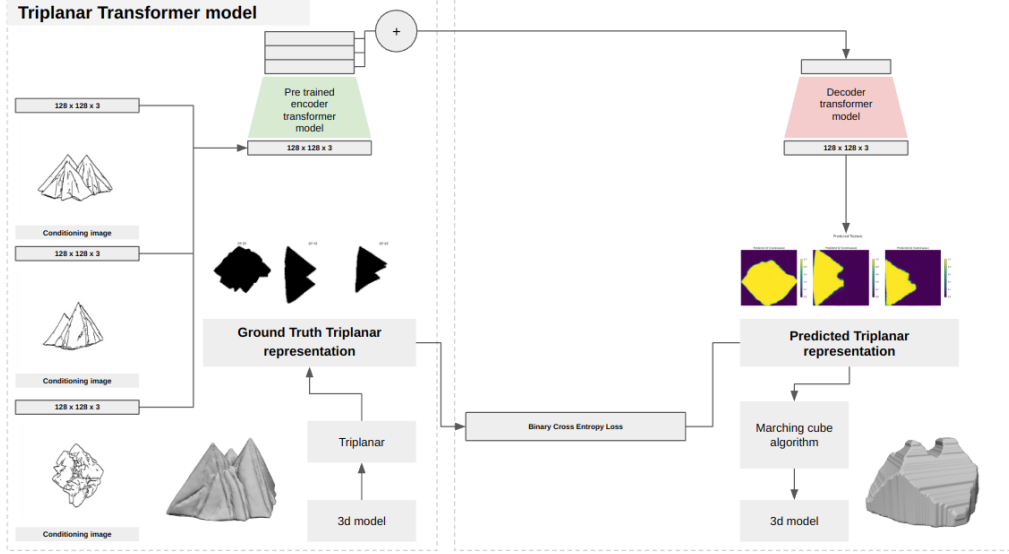 Triplanar Transformer model
+
Pre trained
encoder
transformer
model
128 x 128 x 3
Decoder
transformer
model
128 x 128 x 3
128 x 128 x 3
Conditioning image
128 x 128 x 3
Conditioning image
128 x 128 x 3
Conditioning image
Ground Truth Triplanar
representation
Triplanar
3d model
Binary Cross Entropy Loss
Predicted Triplane
Predicted Triplanar
representation
Marching cube
algorithm
3d model